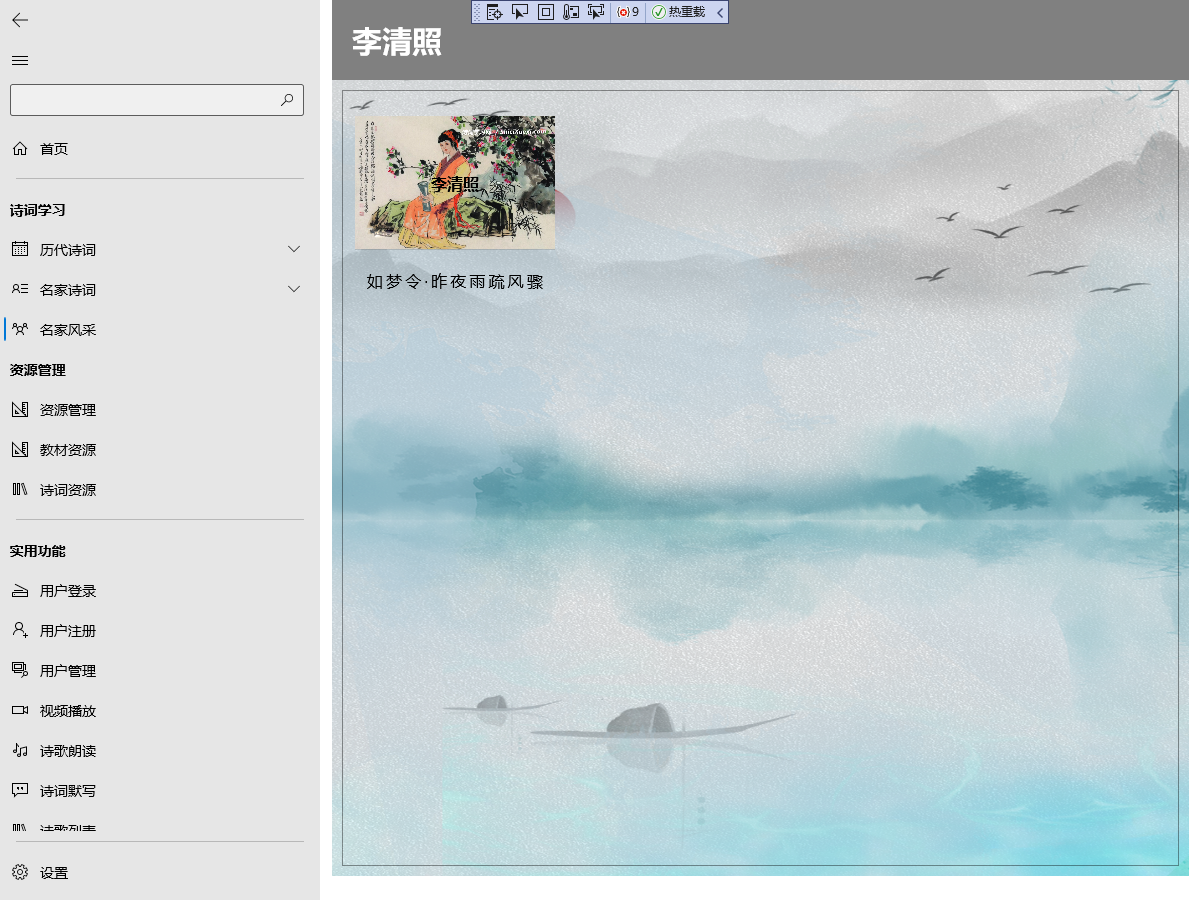 9
热重载
李清照
首页
诗词学习
历代诗词
名家诗词
名家风采
资源管理
资源管理
教材资源
诗词资源
实用功能
用户登录
用户注册
用户管理
视频播放
诗歌朗读
诗词默写
诗歌列表
设置
李清照
如梦令·昨夜雨疏风骤